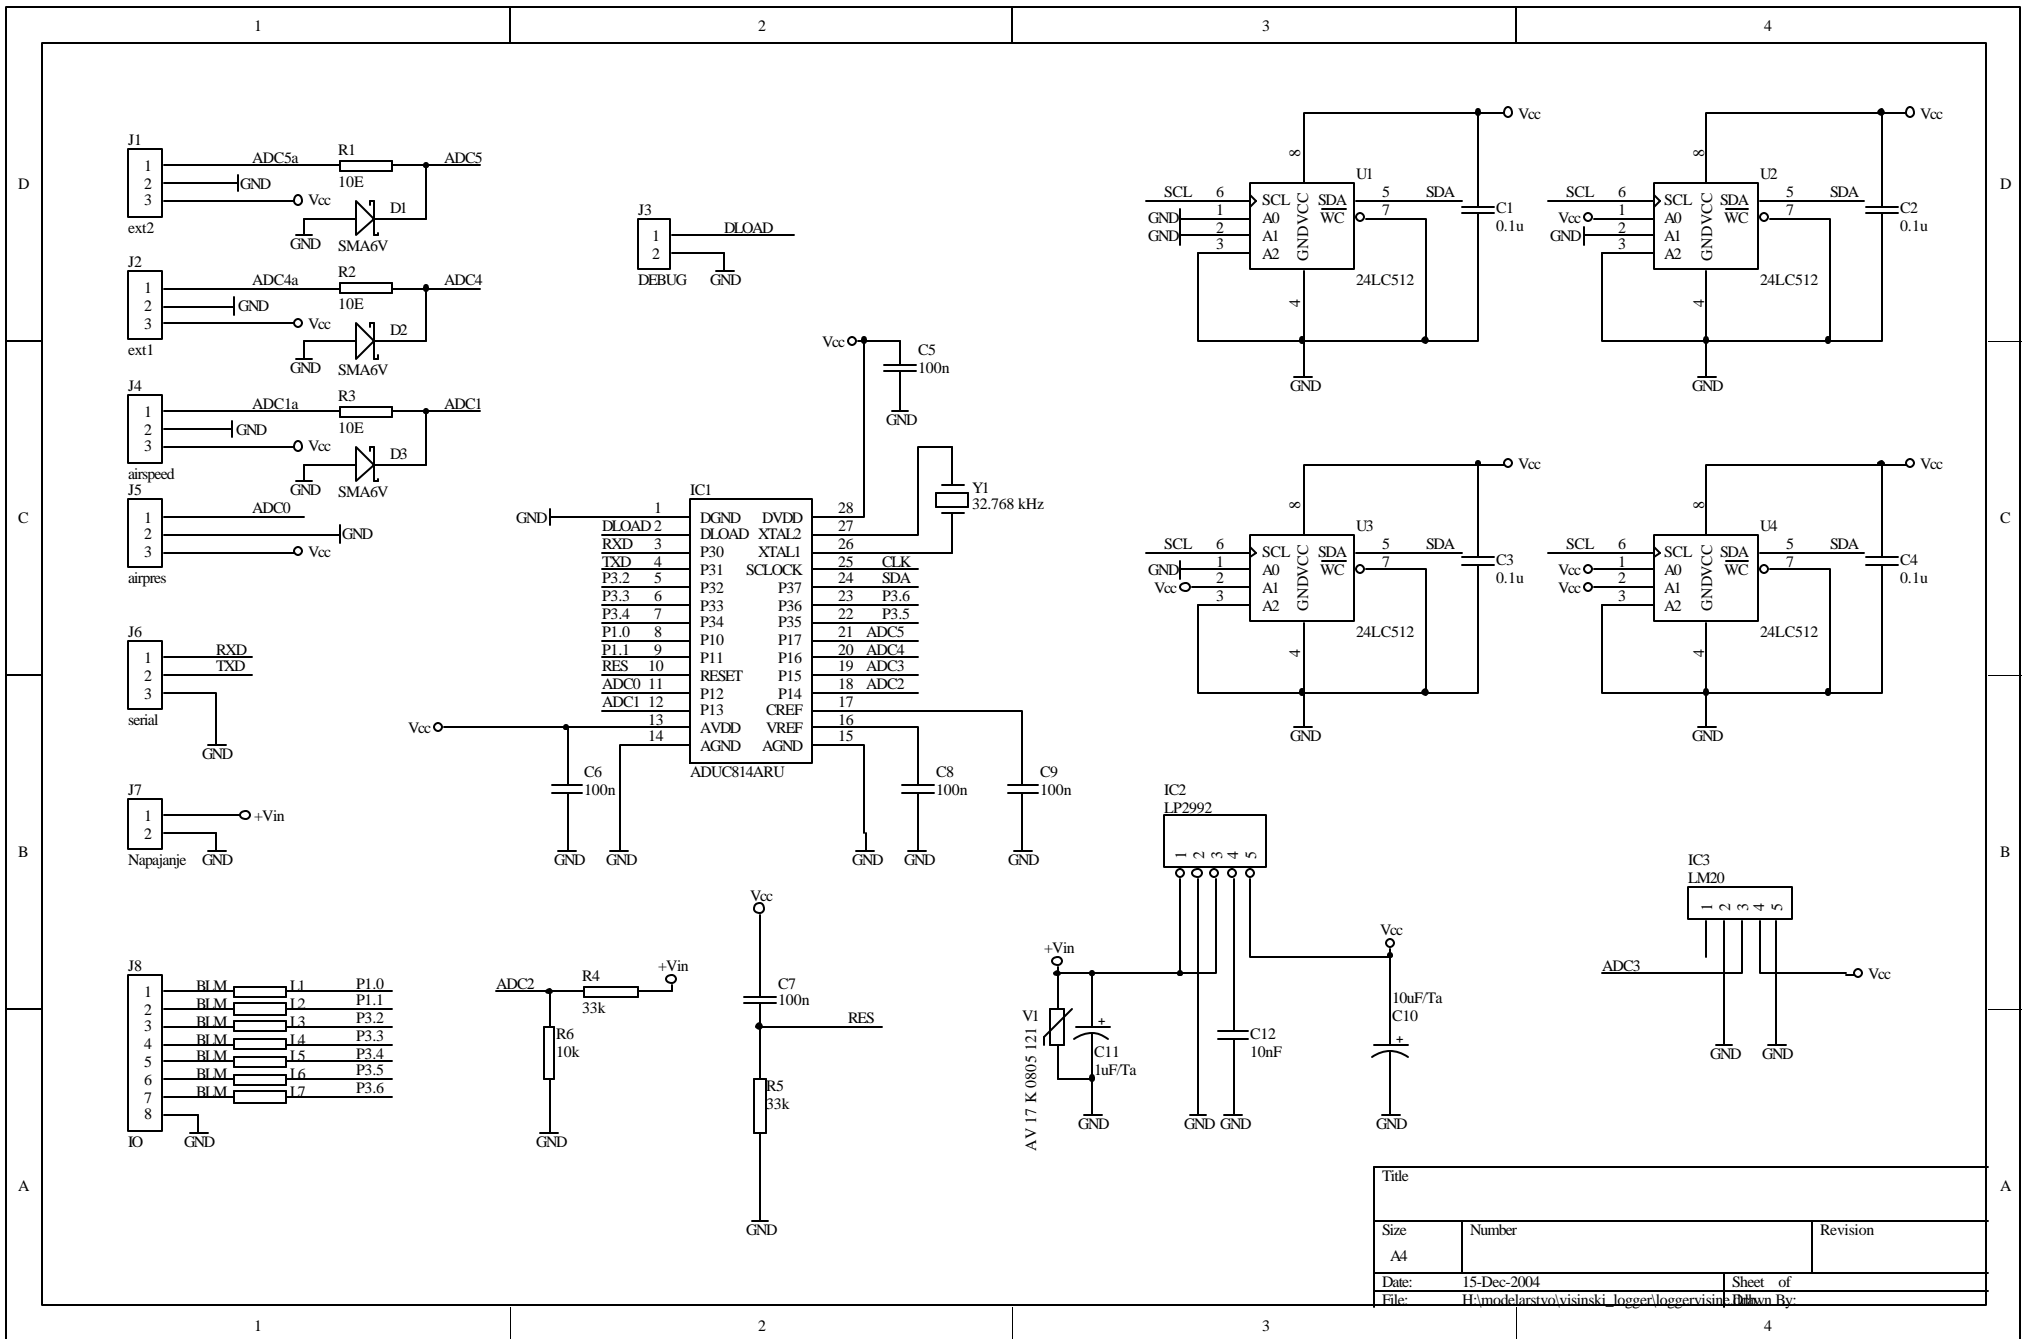 1 2 3 4
D
C
B
A
J1
1 ADC5a R1 ADC5
10E
2 GND
3 Vcc
D1
ext2 GND SMA6V
J2
1 ADC4a R2 ADC4
10E
2 GND
3 Vcc
D2
ext1 GND SMA6V
J4
1 ADC1a R3 ADC1
10E
2 GND
3 Vcc
D3
airspeed GND SMA6V
J5
1 ADC0
2 GND
3 Vcc
airpres
J6
1 RXD
2 TXD
3
serial
GND
J7
1 +Vin
2
Napajanje GND
J8
1 BLM L1 P1.0
2 BLM L2 P1.1
3 BLM L3 P3.2
4 BLM L4 P3.3
5 BLM L5 P3.4
6 BLM L6 P3.5
7 BLM L7 P3.6
8
IO GND
J3
1 DLOAD
2
DEBUG GND
Vcc
C5
100n
GND
Y1
32.768 kHz
IC1
GND 1 DGND DVDD 28
DLOAD 2 DLOAD XTAL2 27
RXD 3 P30 XTAL1 26
TXD 4 P31 SCLOCK 25 CLK
P3.2 5 P32 P37 24 SDA
P3.3 6 P33 P36 23 P3.6
P3.4 7 P34 P35 22 P3.5
P1.0 8 P10 P17 21 ADC5
P1.1 9 P11 P16 20 ADC4
RES 10 RESET P15 19 ADC3
ADC0 11 P12 P14 18 ADC2
ADC1 12 P13 CREF 17
Vcc 13 AVDD VREF 16
14 AGND AGND 15
ADUC814ARU
C6
100n
C8
100n
C9
100n
GND GND GND GND GND
ADC2 R4 +Vin
33k
R6
10k
GND
Vcc
C7
100n
RES
R5
33k
GND
Vcc
8
U1
SCL 6 SCL SDA 5 SDA
GND 1 A0 WC 7
GND 2 A1
3 A2
GND VCC
C1
0.1u
24LC512
4
GND
Vcc
8
U2
SCL 6 SCL SDA 5 SDA
Vcc 1 A0 WC 7
GND 2 A1
3 A2
GND VCC
C2
0.1u
24LC512
4
GND
Vcc
8
U3
SCL 6 SCL SDA 5 SDA
GND 1 A0 WC 7
Vcc 2 A1
3 A2
GND VCC
C3
0.1u
24LC512
4
GND
Vcc
8
U4
SCL 6 SCL SDA 5 SDA
Vcc 1 A0 WC 7
Vcc 2 A1
3 A2
GND VCC
C4
0.1u
24LC512
4
GND
IC2
LP2992
1 2 3 4 5
+Vin
Vcc
V1
AV 17 K 0805 121
+
C11
1uF/Ta
C12
10nF
10uF/Ta
C10
+
GND GND GND GND
IC3
LM20
1 2 3 4 5
ADC3 Vcc
GND GND
Title
Size Number Revision
A4
Date: 15-Dec-2004 Sheet of
File: H:\modelarstvo\visinski_logger\loggervisine Drawn By:
D
C
B
A
1 2 3 4